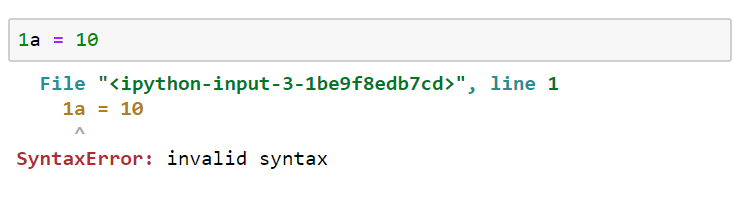 1a = 10
File "<ipython-input-3-1be9f8edb7cd>", line 1
1a = 10
^
SyntaxError: invalid syntax